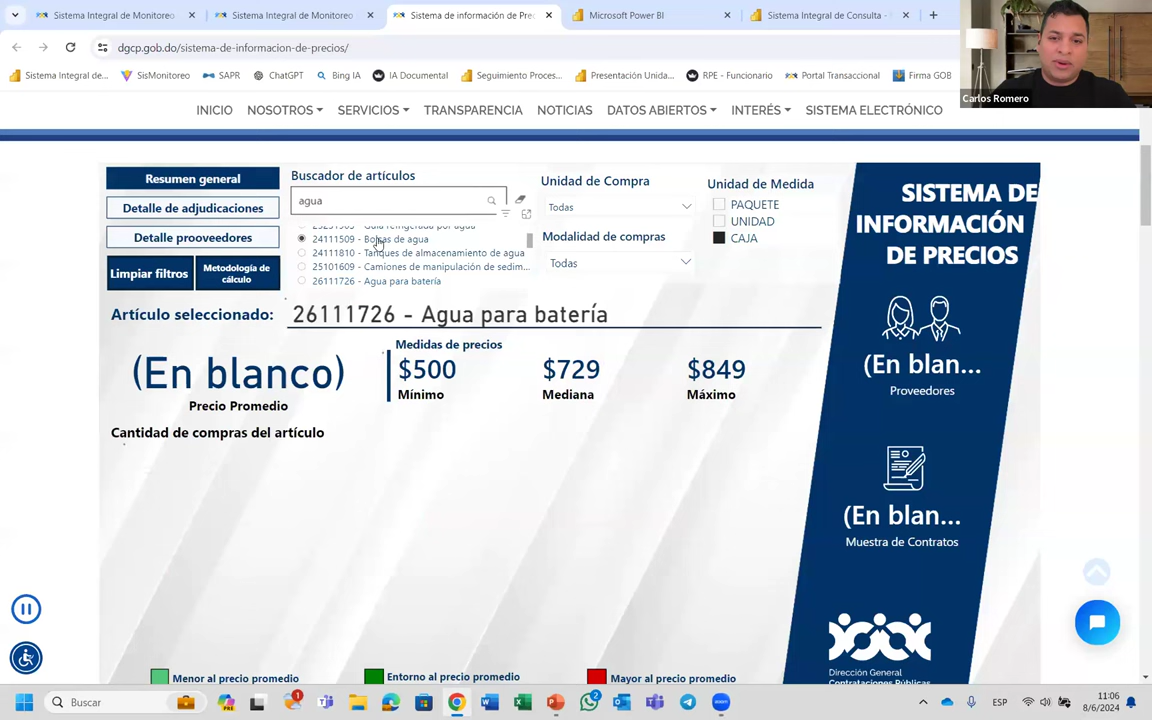 Sistema Integral de Monitoreo
Sistema Integral de Monitoreo
Sistema de información de Prec
Microsoft Power BI
Sistema Integral de Consulta -
dgcp.gob.do/sistema-de-informacion-de-precios/
Sistema Integral de...
SisMonitoreo
SAPR
ChatGPT
Bing IA
IA Documental
Seguimiento Proces...
Presentación Unida...
RPE - Funcionario
Portal Transaccional
Firma GOB
Carlos Romero
INICIO
NOSOTROS
SERVICIOS
TRANSPARENCIA
NOTICIAS
DATOS ABIERTOS
INTERÉS
SISTEMA ELECTRÓNICO
Resumen general
Detalle de adjudicaciones
Detalle prooveedores
Limpiar filtros
Metodología de
cálculo
Buscador de artículos
agua
24111509 - Bolsas de agua
24111810 - Tanques de almacenamiento de agua
25101609 - Camiones de manipulación de sedim...
26111726 - Agua para batería
Unidad de Compra
Todas
Modalidad de compras
Todas
Unidad de Medida
PAQUETE
UNIDAD
CAJA
SISTEMA DE
INFORMACIÓN
DE PRECIOS
Artículo seleccionado:
26111726 - Agua para batería
(En blanco)
Precio Promedio
Medidas de precios
$500
Mínimo
$729
Mediana
$849
Máximo
(En blan...
Proveedores
Cantidad de compras del artículo
(En blan...
Muestra de Contratos
Menor al precio promedio
Entorno al precio promedio
Mayor al precio promedio
Dirección General
Contrataciones Públicas
Buscar
1
2
ESP
11:06
8/6/2024